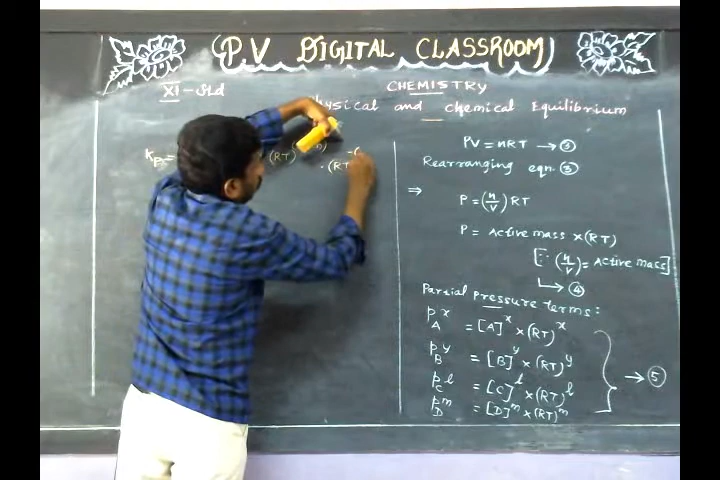 (P.V DIGITAL CLASSROOM)
XI - Std
CHEMISTRY
Physical and chemical Equilibrium
Kp =
(RT)
n)
. (RT
-(
PV = nRT → ③
Rearranging eqn. ③
⇒ P = (n/V) RT
P = Active mass × (RT)
[∵ (n/V) = Active mass]
↳ ④
Partial pressure terms:
p_A^x = [A]^x × (RT)^x
p_B^y = [B]^y × (RT)^y
p_C^l = [C]^l × (RT)^l
p_D^m = [D]^m × (RT)^m
} → ⑤